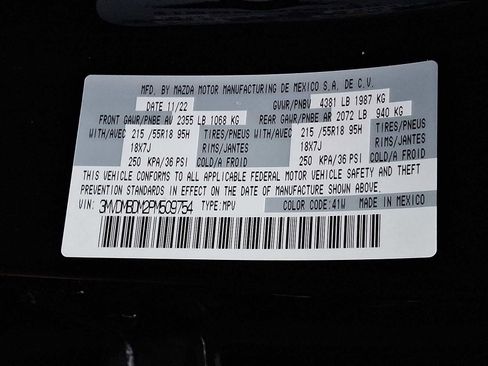 MFD. BY MAZDA MOTOR MANUFACTURING DE MEXICO S.A. DE C.V.
DATE 11/22 GVWR/PNBV 4381 LB 1987 KG
FRONT GAWR/PNBE AV 2355 LB 1068 KG REAR GAWR/PNBE AR 2072 LB 940 KG
WITH/AVEC 215 /55R18 95H TIRES/PNEUS WITH/AVEC 215 /55R18 95H TIRES/PNEUS
18X7J RIMS/JANTES 18X7J RIMS/JANTES
250 KPA/36 PSI COLD/A FROID 250 KPA/36 PSI COLD/A FROID
THIS VEHICLE CONFORMS TO ALL APPLICABLE FEDERAL MOTOR VEHICLE SAFETY AND THEFT
PREVENTION STANDARDS IN EFFECT ON THE DATE OF MANUFACTURE SHOWN ABOVE.
VIN: 3MVDMBDM2PM509754 TYPE:MPV COLOR CODE:41W MADE IN MEXICO